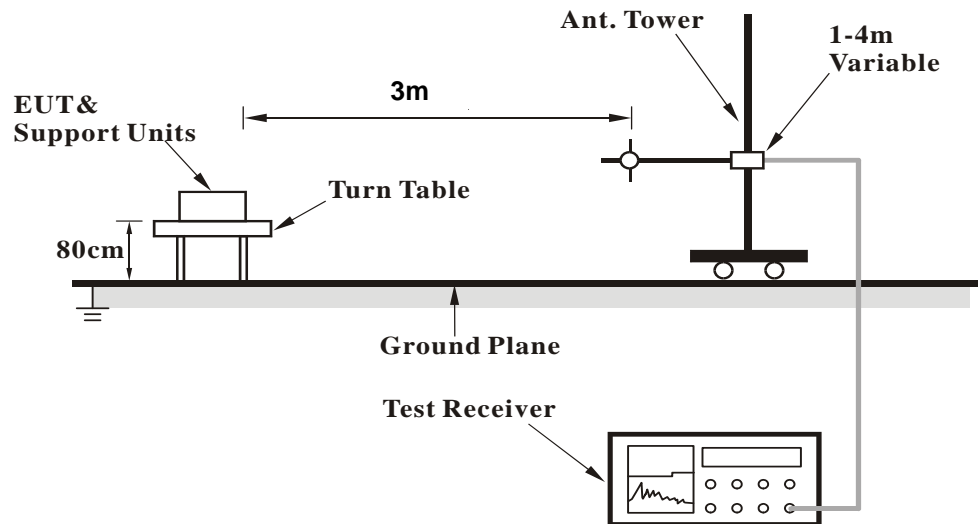 Ant. Tower
1-4m
Variable
3m
EUT&
Support Units
Turn Table
80cm
Ground Plane
Test Receiver